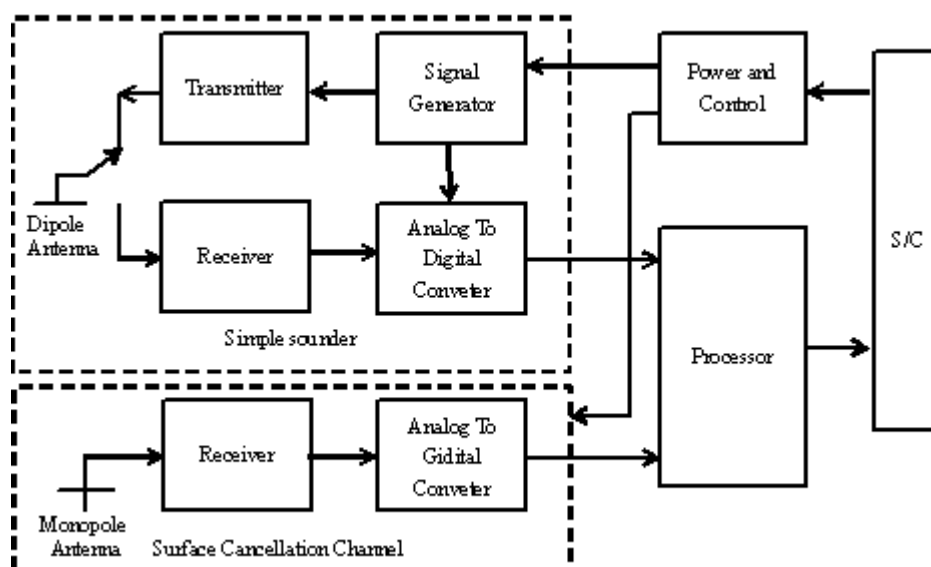 Transmitter
Signal
Generator
Power and
Control
S/C
Dipole
Antenna
Receiver
Analog To
Digital
Conveter
Simple sounder
Processor
Receiver
Analog To
Gidital
Conveter
Monopole
Antenna
Surface Cancellation Channel